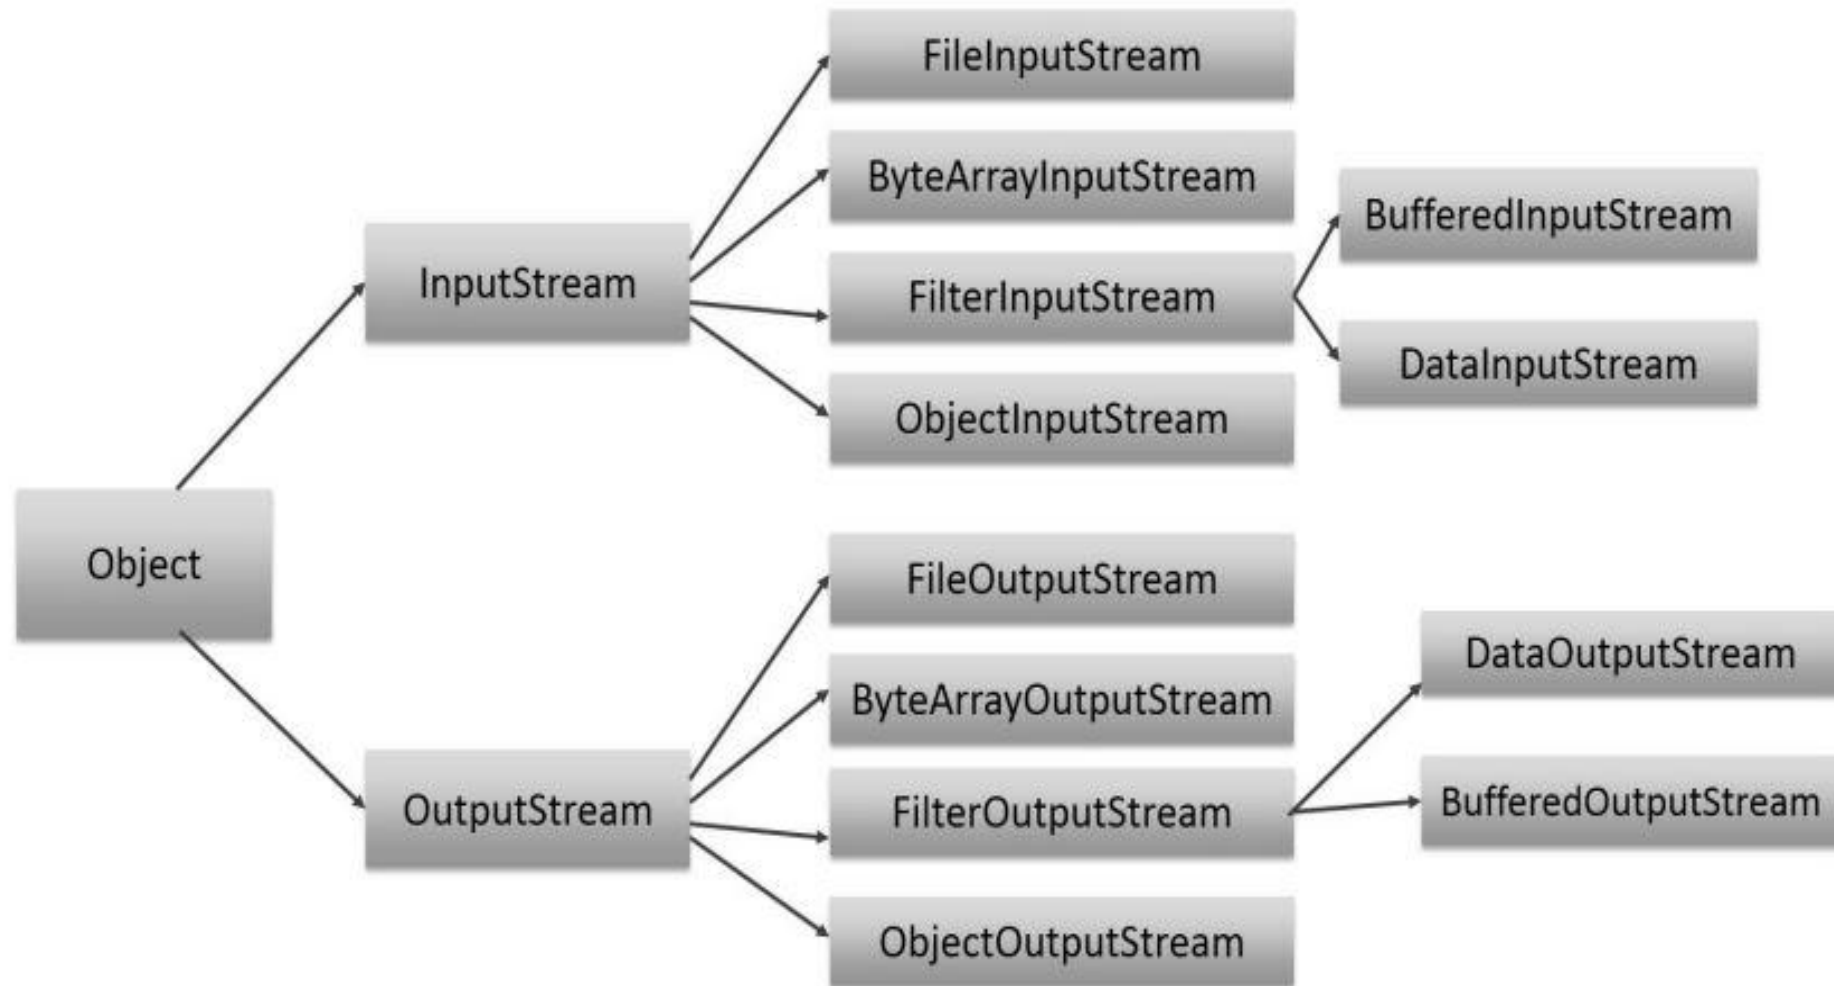 FileInputStream
ByteArrayInputStream
BufferedInputStream
InputStream
FilterInputStream
DataInputStream
ObjectInputStream
Object
FileOutputStream
DataOutputStream
ByteArrayOutputStream
OutputStream
FilterOutputStream
BufferedOutputStream
ObjectOutputStream